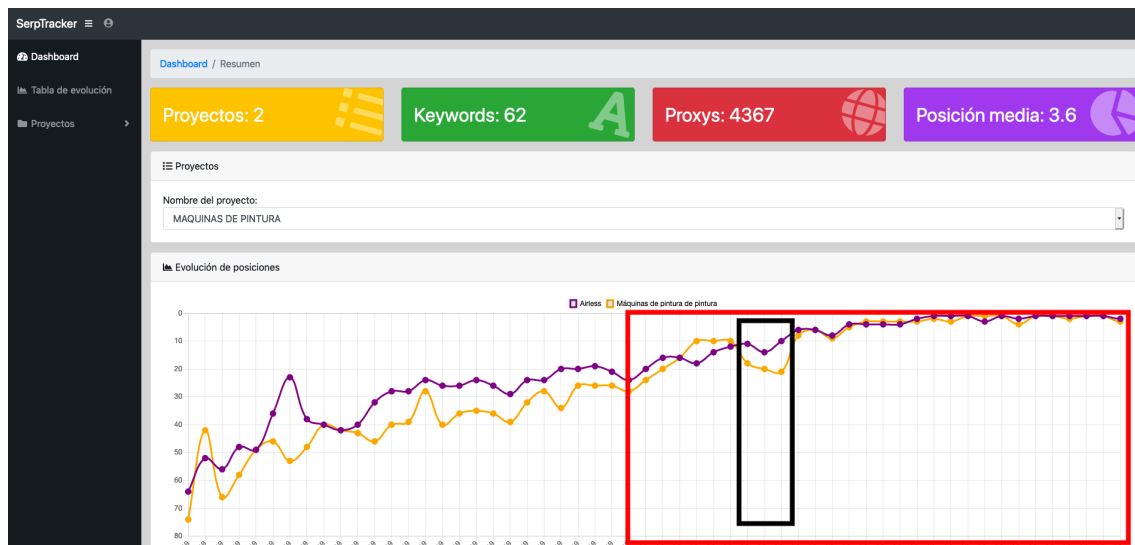 SerpTracker
Dashboard
Dashboard / Resumen
Tabla de evolución
Proyectos: 2
Keywords: 62
Proxys: 4367
Posición media: 3.6
Proyectos
Proyectos
Nombre del proyecto:
MAQUINAS DE PINTURA
Evolución de posiciones
Airless
Máquinas de pintura de pintura
0
10
20
30
40
50
60
70
80